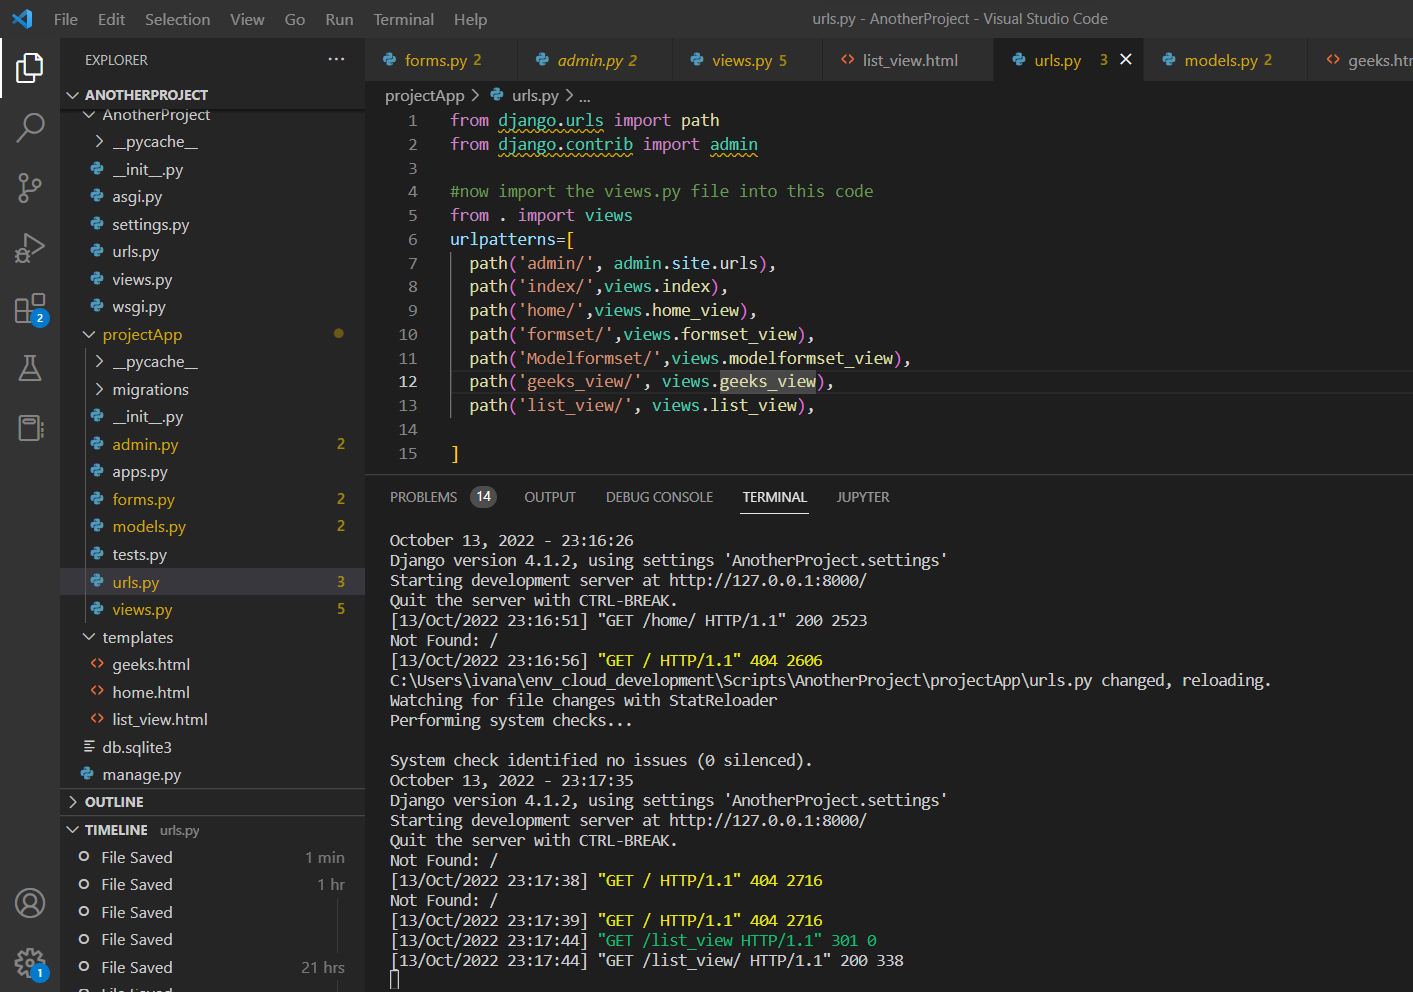 File Edit Selection View Go Run Terminal Help
urls.py - AnotherProject - Visual Studio Code
EXPLORER
ANOTHERPROJECT
AnotherProject
__pycache__
__init__.py
asgi.py
settings.py
urls.py
views.py
wsgi.py
projectApp
__pycache__
migrations
__init__.py
admin.py 2
apps.py
forms.py 2
models.py 2
tests.py
urls.py 3
views.py 5
templates
geeks.html
home.html
list_view.html
db.sqlite3
manage.py
OUTLINE
TIMELINE urls.py
File Saved 1 min
File Saved 1 hr
File Saved
File Saved
File Saved 21 hrs
File Saved
2
1
forms.py 2 admin.py 2 views.py 5 <> list_view.html urls.py 3 models.py 2 <> geeks.htm
projectApp > urls.py > ...
1 from django.urls import path
2 from django.contrib import admin
3
4 #now import the views.py file into this code
5 from . import views
6 urlpatterns=[
7 path('admin/', admin.site.urls),
8 path('index/',views.index),
9 path('home/',views.home_view),
10 path('formset/',views.formset_view),
11 path('Modelformset/',views.modelformset_view),
12 path('geeks_view/', views.geeks_view),
13 path('list_view/', views.list_view),
14
15 ]
PROBLEMS 14 OUTPUT DEBUG CONSOLE TERMINAL JUPYTER
October 13, 2022 - 23:16:26
Django version 4.1.2, using settings 'AnotherProject.settings'
Starting development server at http://127.0.0.1:8000/
Quit the server with CTRL-BREAK.
[13/Oct/2022 23:16:51] "GET /home/ HTTP/1.1" 200 2523
Not Found: /
[13/Oct/2022 23:16:56] "GET / HTTP/1.1" 404 2606
C:\Users\ivana\env_cloud_development\Scripts\AnotherProject\projectApp\urls.py changed, reloading.
Watching for file changes with StatReloader
Performing system checks...
System check identified no issues (0 silenced).
October 13, 2022 - 23:17:35
Django version 4.1.2, using settings 'AnotherProject.settings'
Starting development server at http://127.0.0.1:8000/
Quit the server with CTRL-BREAK.
Not Found: /
[13/Oct/2022 23:17:38] "GET / HTTP/1.1" 404 2716
Not Found: /
[13/Oct/2022 23:17:39] "GET / HTTP/1.1" 404 2716
[13/Oct/2022 23:17:44] "GET /list_view HTTP/1.1" 301 0
[13/Oct/2022 23:17:44] "GET /list_view/ HTTP/1.1" 200 338